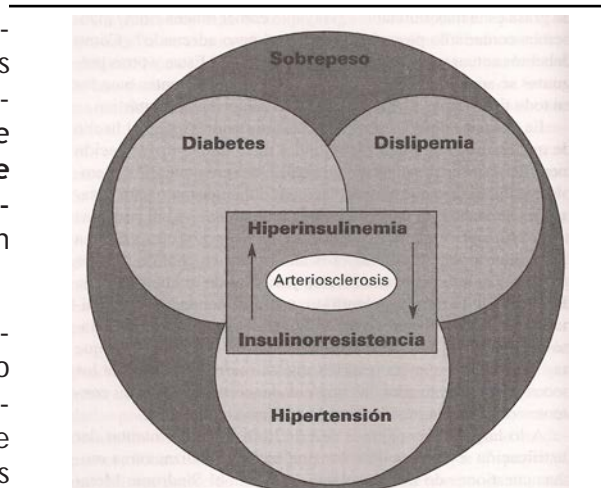 Sobrepeso
Diabetes Dislipemia
Hiperinsulinemia
Arteriosclerosis
Insulinorresistencia
Hipertensión